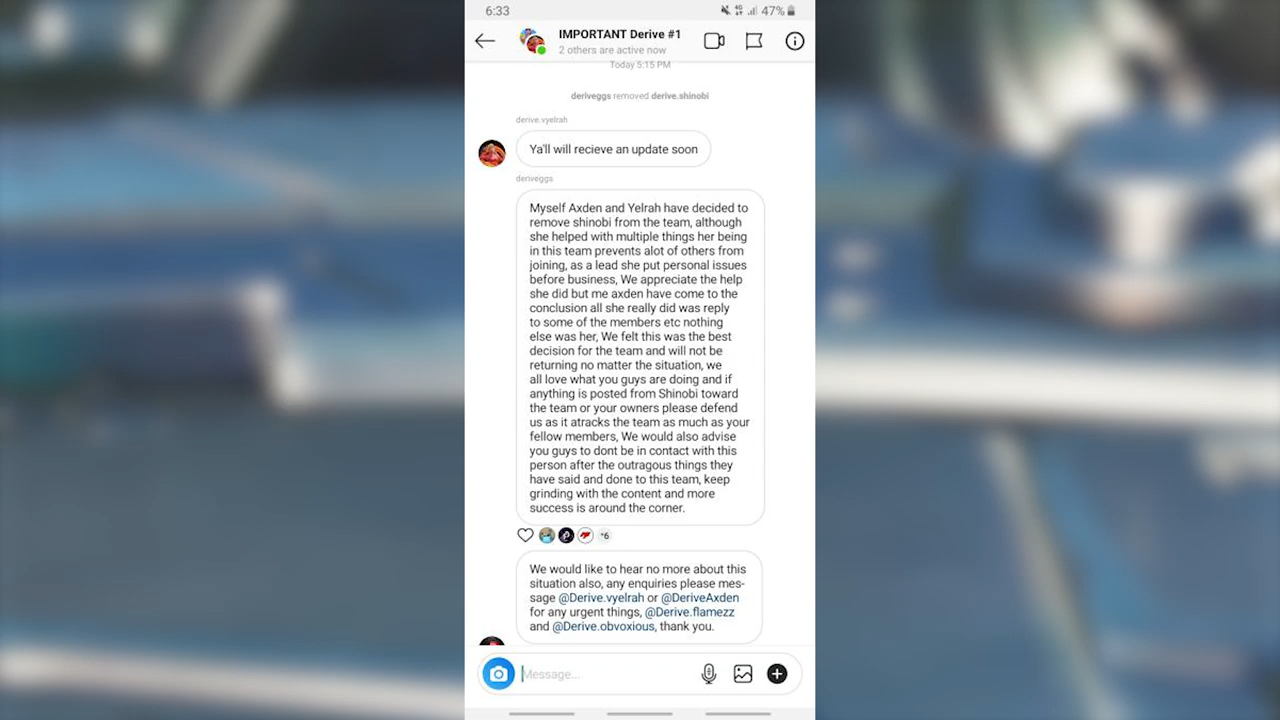 6:33
47%
IMPORTANT Derive #1
2 others are active now
Today 5:15 PM
deriveggs removed derive.shinobi
derive.vyelrah
Ya'll will recieve an update soon
deriveggs
Myself Axden and Yelrah have decided to
remove shinobi from the team, although
she helped with multiple things her being
in this team prevents alot of others from
joining, as a lead she put personal issues
before business, We appreciate the help
she did but me axden have come to the
conclusion all she really did was reply
to some of the members etc nothing
else was her, We felt this was the best
decision for the team and will not be
returning no matter the situation, we
all love what you guys are doing and if
anything is posted from Shinobi toward
the team or your owners please defend
us as it atracks the team as much as your
fellow members, We would also advise
you guys to dont be in contact with this
person after the outragous things they
have said and done to this team, keep
grinding with the content and more
success is around the corner.
+6
We would like to hear no more about this
situation also, any enquiries please mes-
sage @Derive.vyelrah or @DeriveAxden
for any urgent things, @Derive.flamezz
and @Derive.obvoxious, thank you.
Message...